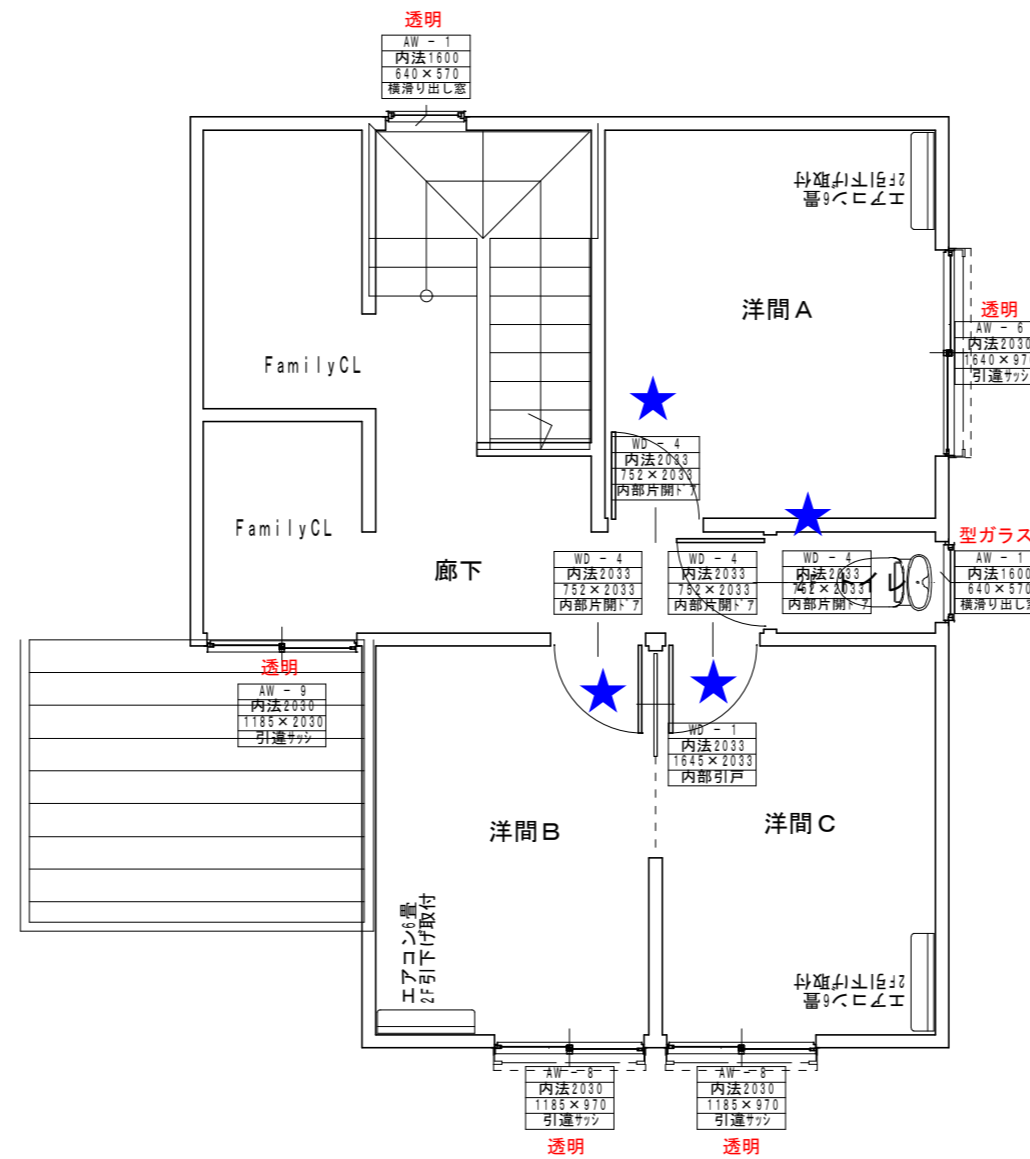 透明
AW - 1
内法1600
640×570
横滑り出し窓
エアコン6畳
2F引下げ取付
洋間A
透明
AW - 6
内法2030
1640×970
引違サッシ
FamilyCL
WD - 4
内法2033
752×2033
内部片開ドア
FamilyCL
廊下
WD - 4
内法2033
752×2033
内部片開ドア
WD - 4
内法2033
752×2033
内部片開ドア
WD - 4
内法2033
752×2033
内部片開ドア
トイレ
型ガラス
AW - 1
内法1600
640×570
横滑り出し窓
透明
AW - 9
内法2030
1185×2030
引違サッシ
WD - 1
内法2033
1645×2033
内部引戸
洋間B
洋間C
エアコン6畳
2F引下げ取付
エアコン6畳
2F引下げ取付
AW - 8
内法2030
1185×970
引違サッシ
透明
AW - 8
内法2030
1185×970
引違サッシ
透明